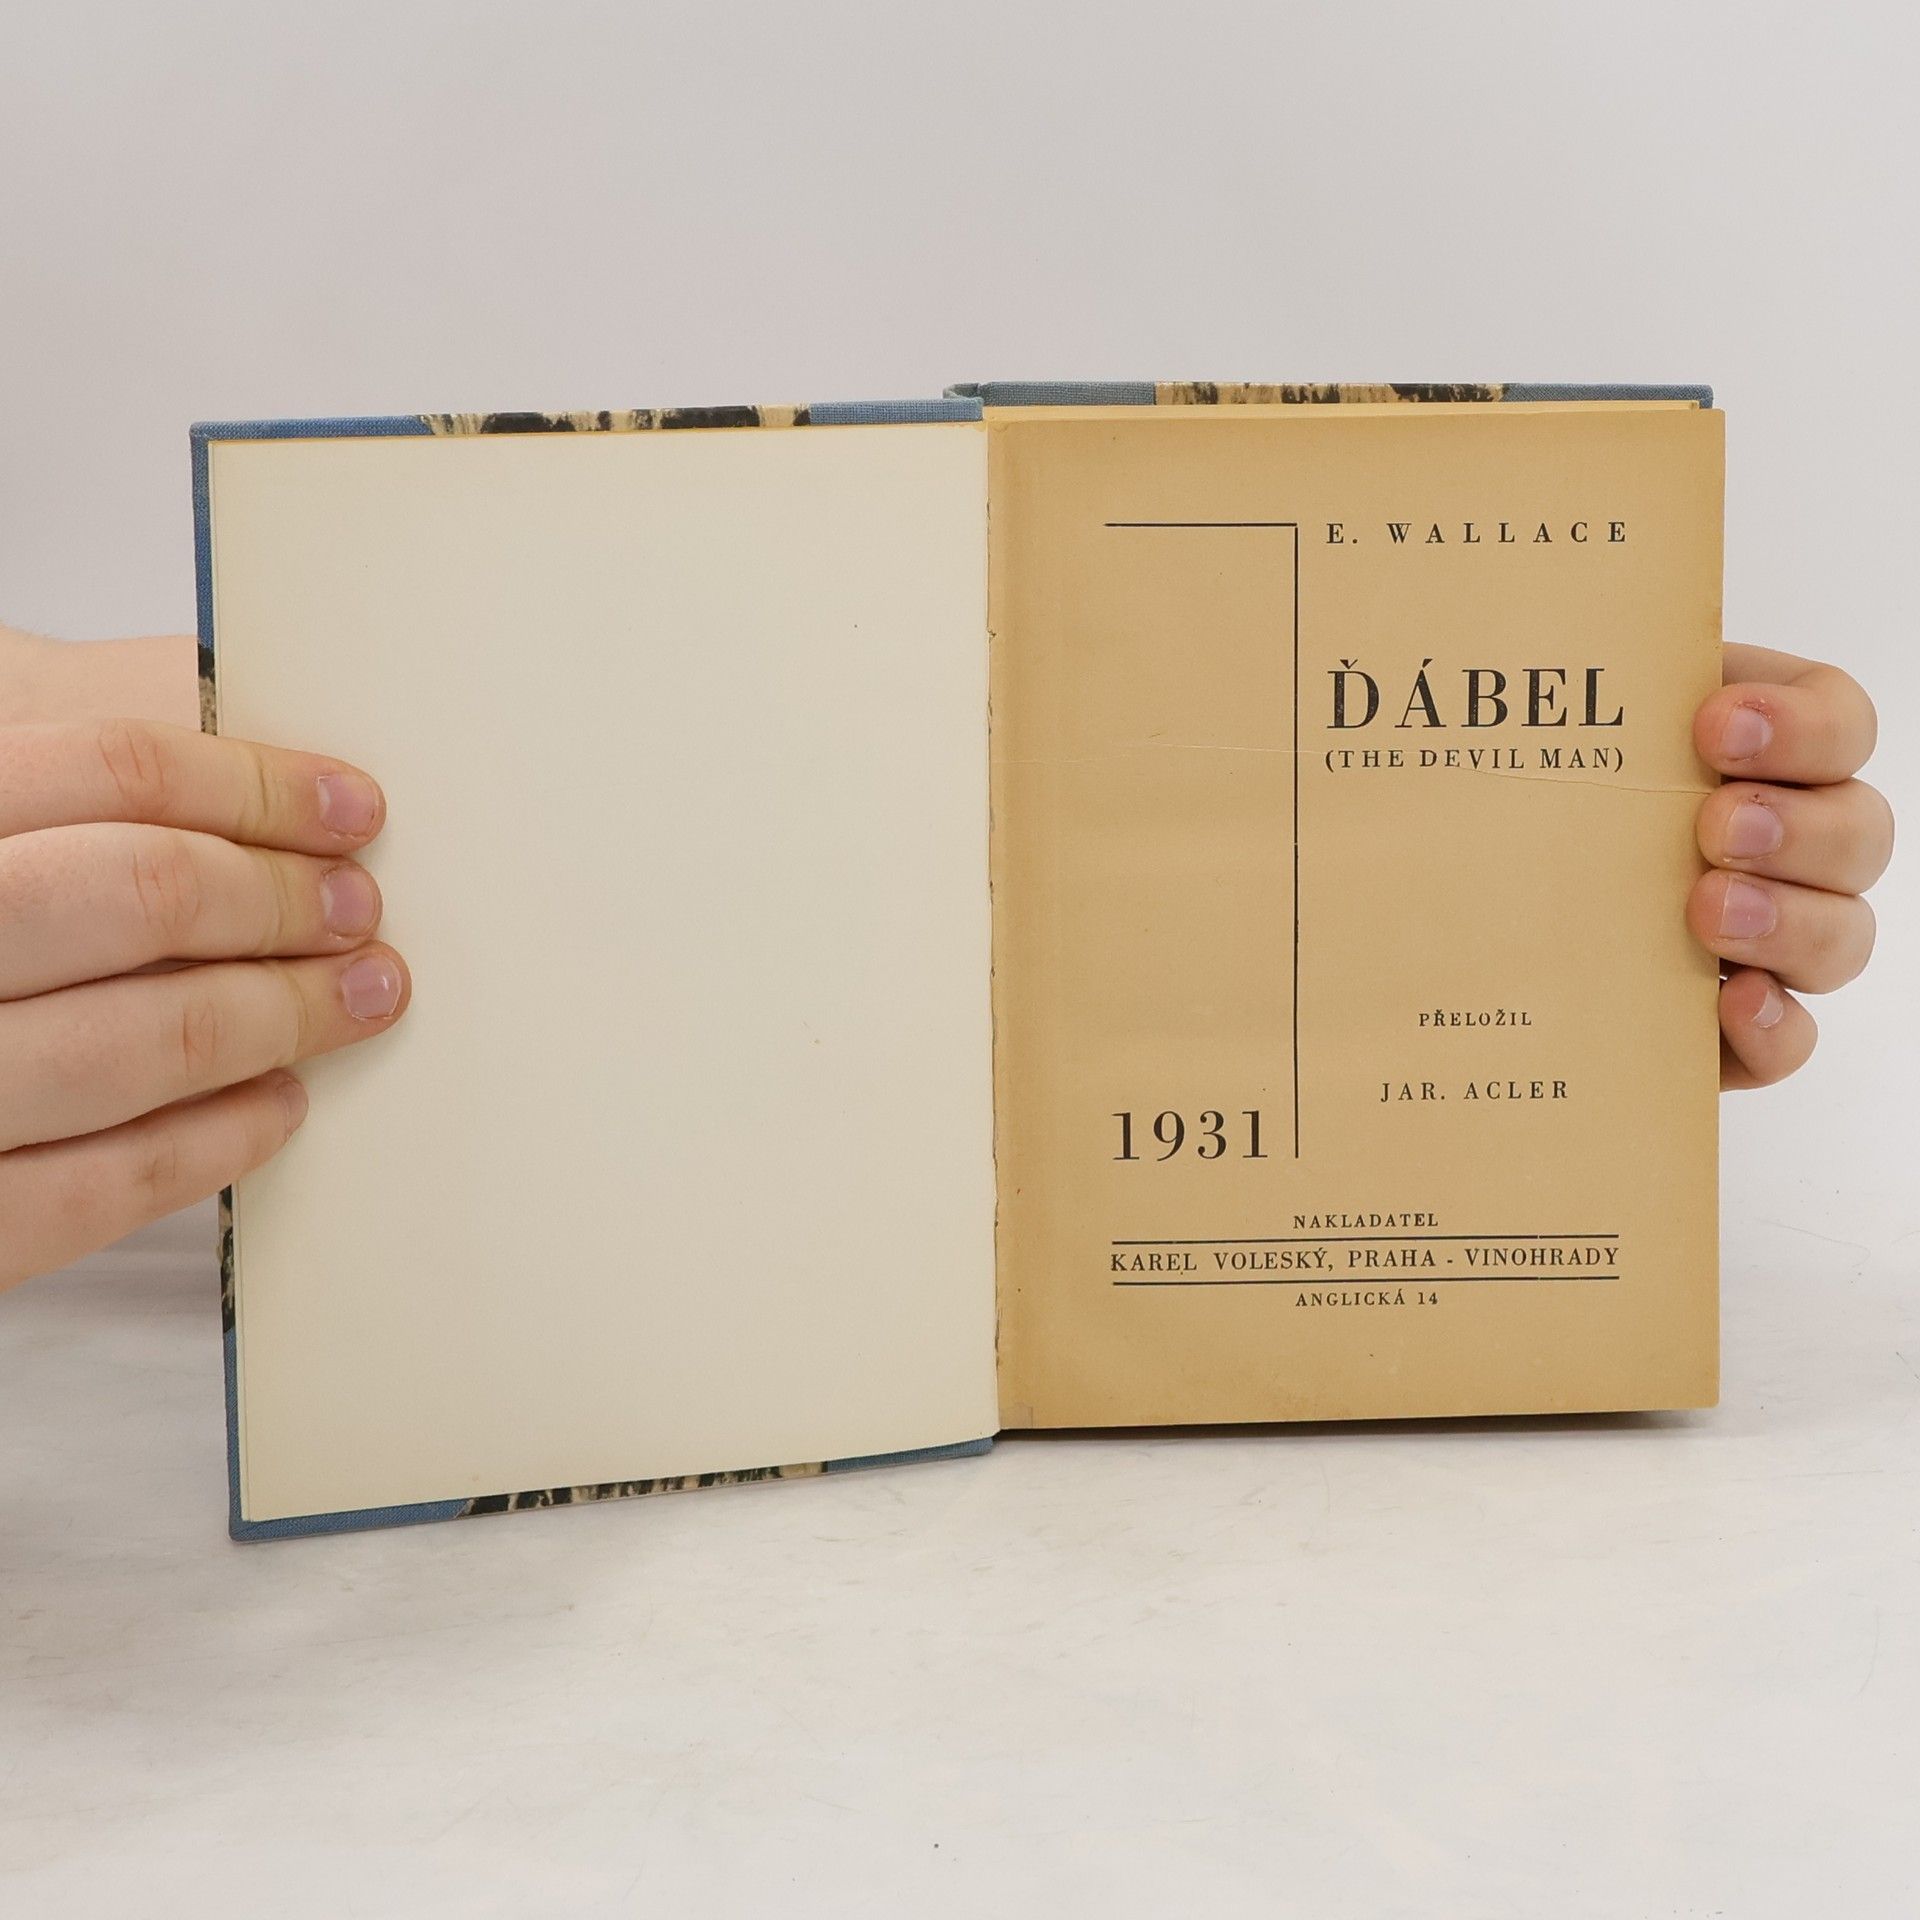 E. WALLACE
ĎÁBEL
(THE DEVIL MAN)
PŘELOŽIL
JAR. ACLER
1931
NAKLADATEL
KAREL VOLESKÝ, PRAHA - VINOHRADY
ANGLICKÁ 14